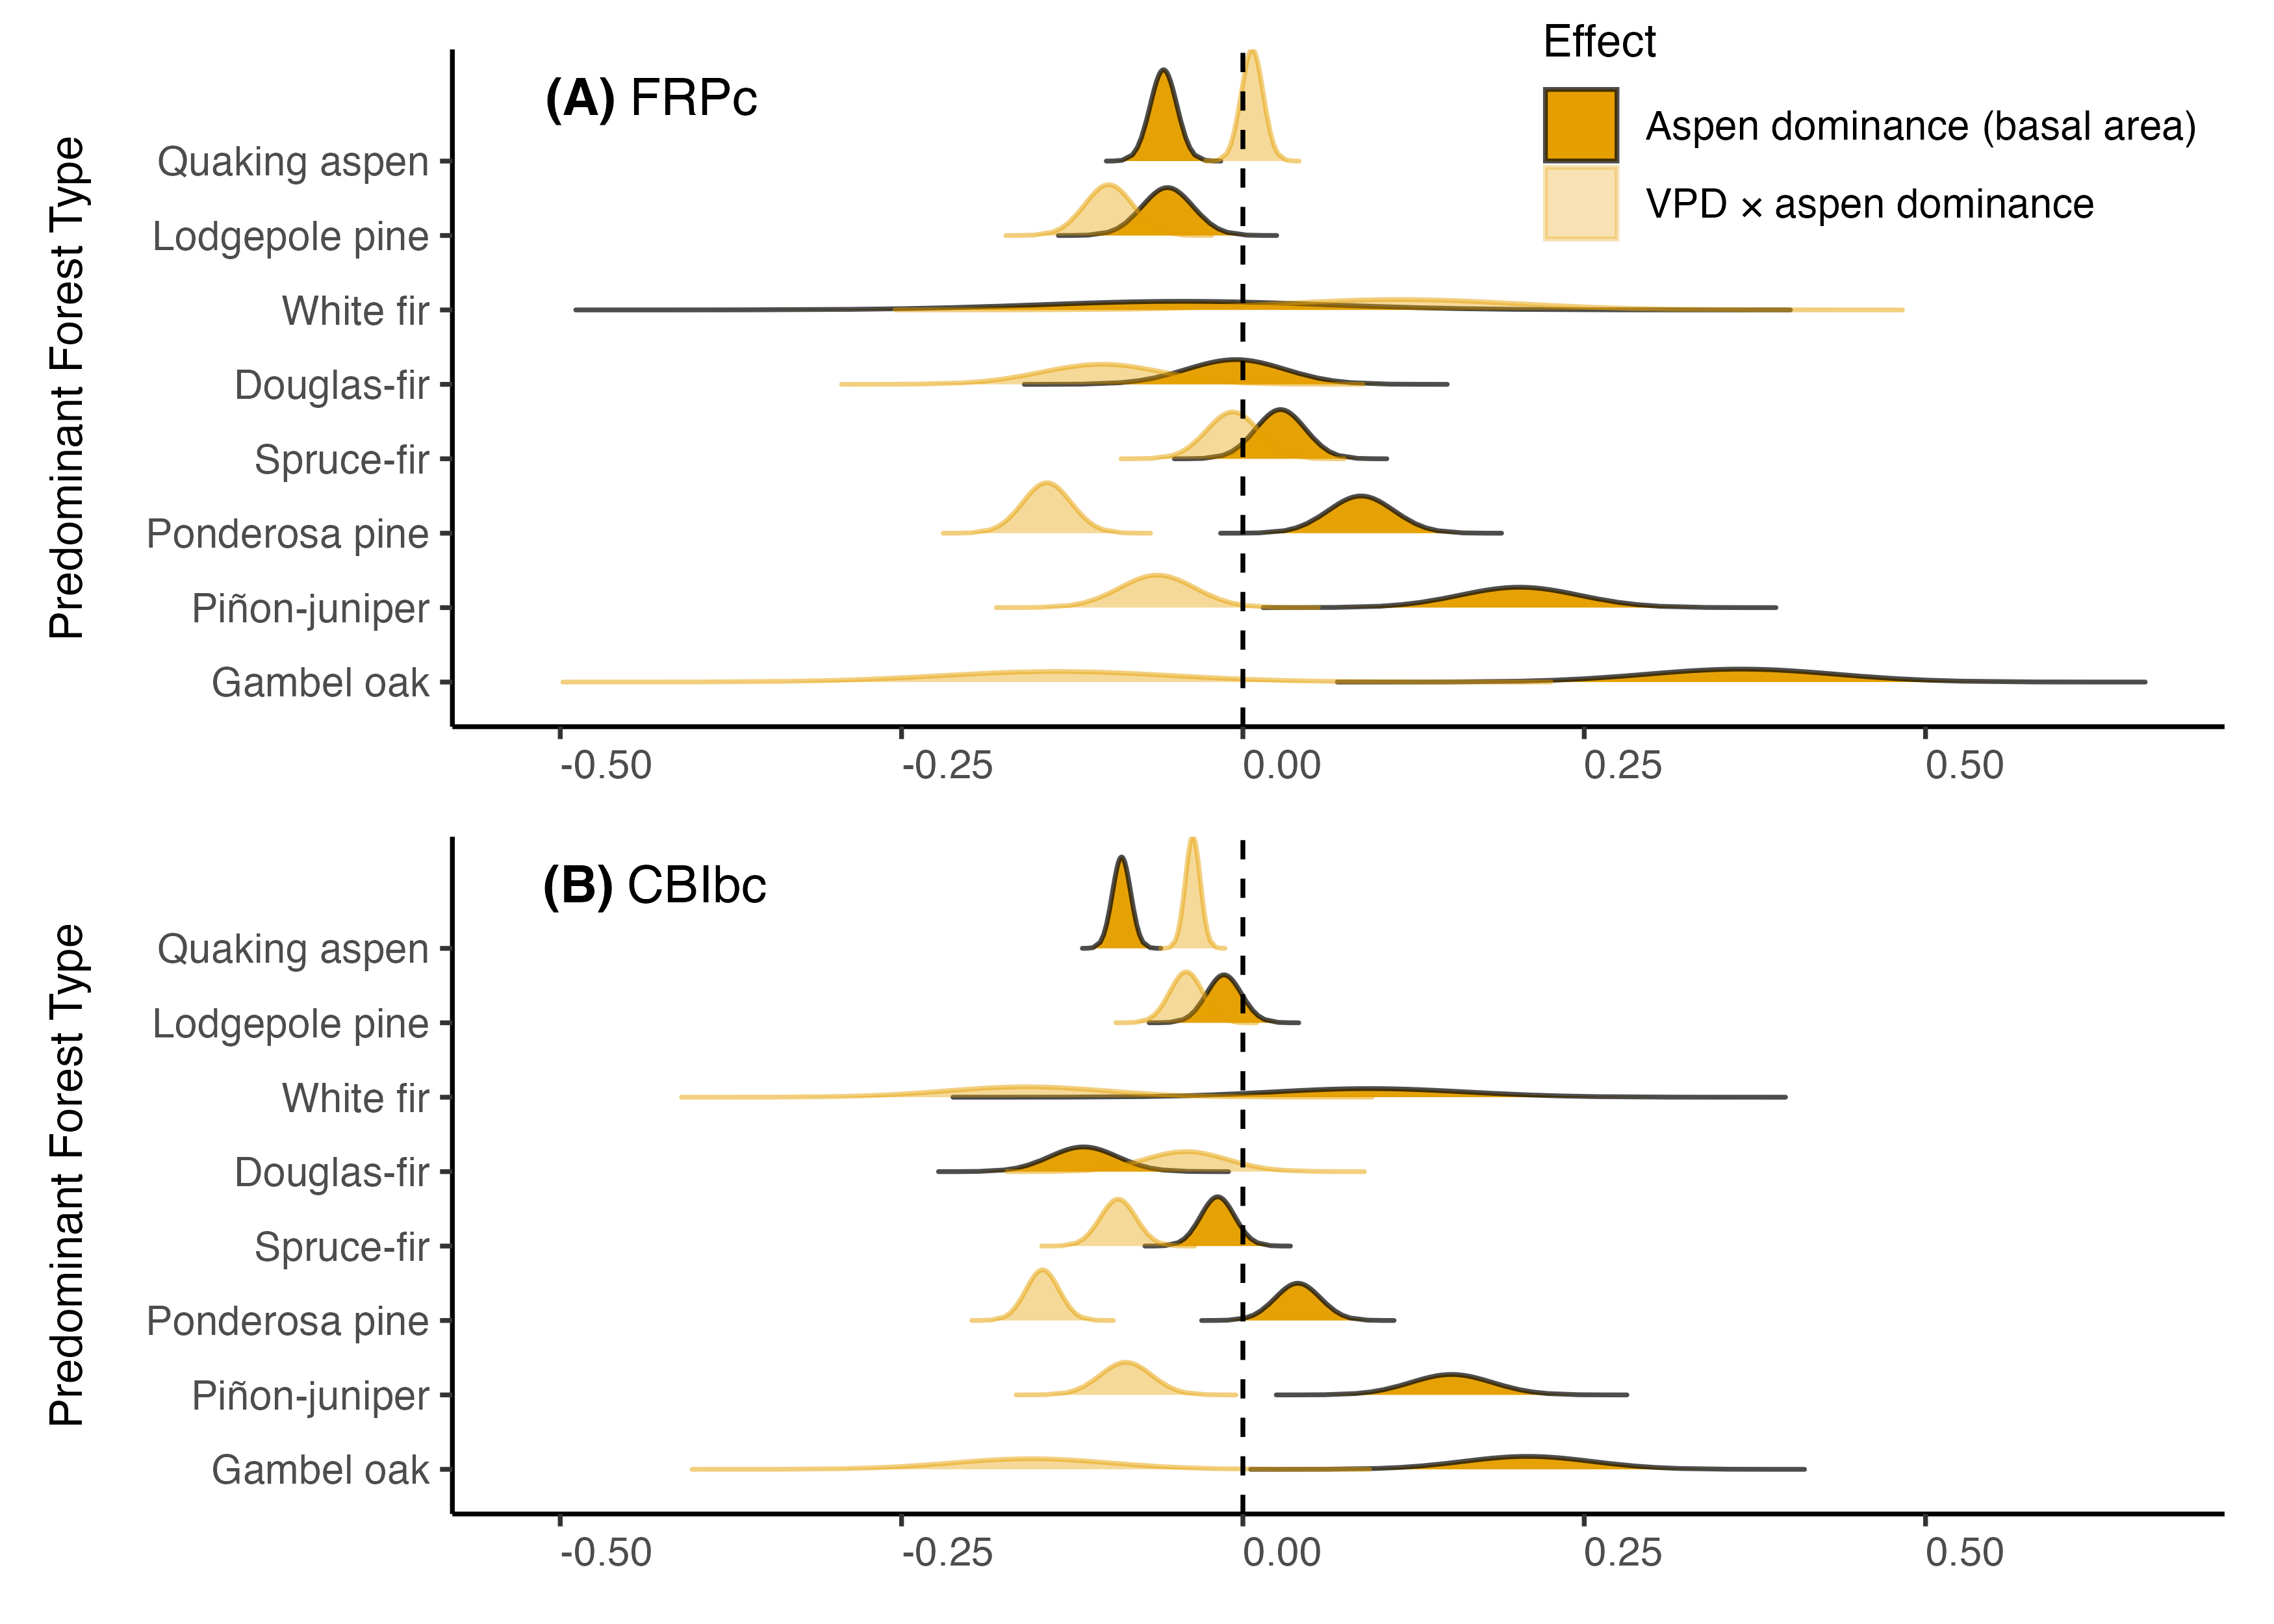 Effect
Aspen dominance (basal area)
VPD × aspen dominance
(A) FRPc
Predominant Forest Type
Quaking aspen
Lodgepole pine
White fir
Douglas-fir
Spruce-fir
Ponderosa pine
Piñon-juniper
Gambel oak
-0.50 -0.25 0.00 0.25 0.50
(B) CBIbc
Predominant Forest Type
Quaking aspen
Lodgepole pine
White fir
Douglas-fir
Spruce-fir
Ponderosa pine
Piñon-juniper
Gambel oak
-0.50 -0.25 0.00 0.25 0.50